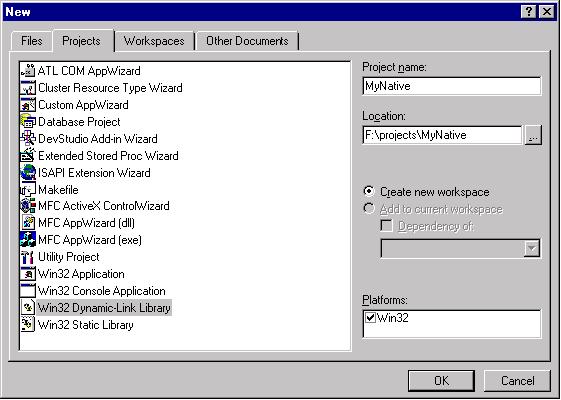 New
Files
Projects
Workspaces
Other Documents
ATL COM AppWizard
Cluster Resource Type Wizard
Custom AppWizard
Database Project
DevStudio Add-in Wizard
Extended Stored Proc Wizard
ISAPI Extension Wizard
Makefile
MFC ActiveX ControlWizard
MFC AppWizard (dll)
MFC AppWizard (exe)
Utility Project
Win32 Application
Win32 Console Application
Win32 Dynamic-Link Library
Win32 Static Library
Project name:
MyNative
Location:
F:\projects\MyNative
...
Create new workspace
Add to current workspace
Dependency of:
Platforms:
Win32
OK
Cancel